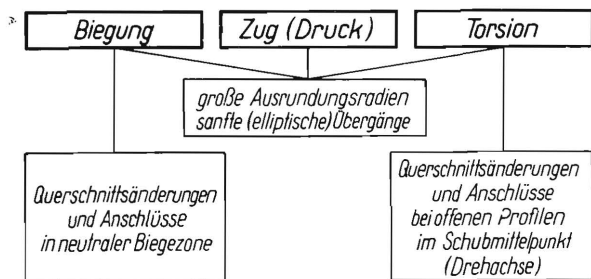 Biegung
Zug (Druck)
Torsion
große Ausrundungsradien
sanfte (elliptische) Übergänge
Querschnittsänderungen
und Anschlüsse
in neutraler Biegezone
Querschnittsänderungen
und Anschlüsse
bei offenen Profilen
im Schubmittelpunkt
(Drehachse)